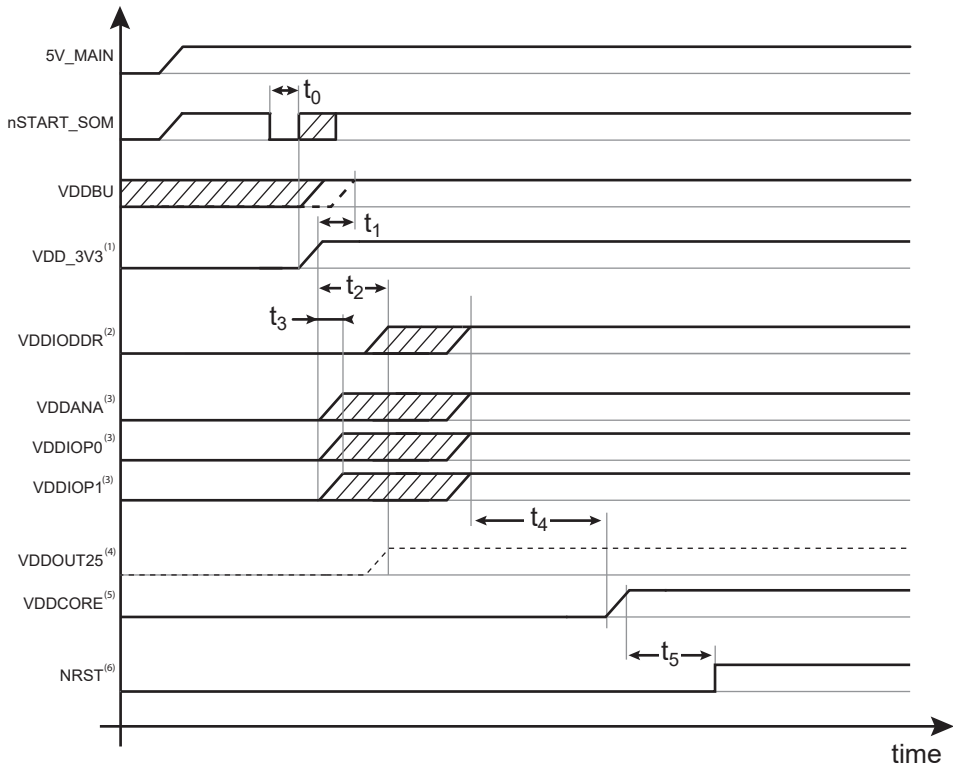 5V_MAIN
t0
nSTART_SOM
VDDBU
t1
VDD_3V3(1)
t2
t3
VDDIODDR(2)
VDDANA(3)
VDDIOP0(3)
VDDIOP1(3)
t4
VDDOUT25(4)
VDDCORE(5)
t5
NRST(6)
time